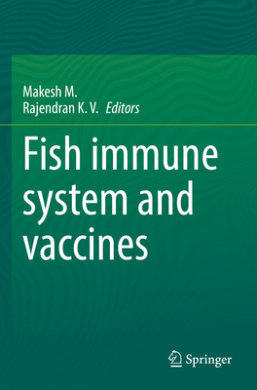 Makesh M.
Rajendran K. V. Editors
Fish immune
system and
vaccines
Springer